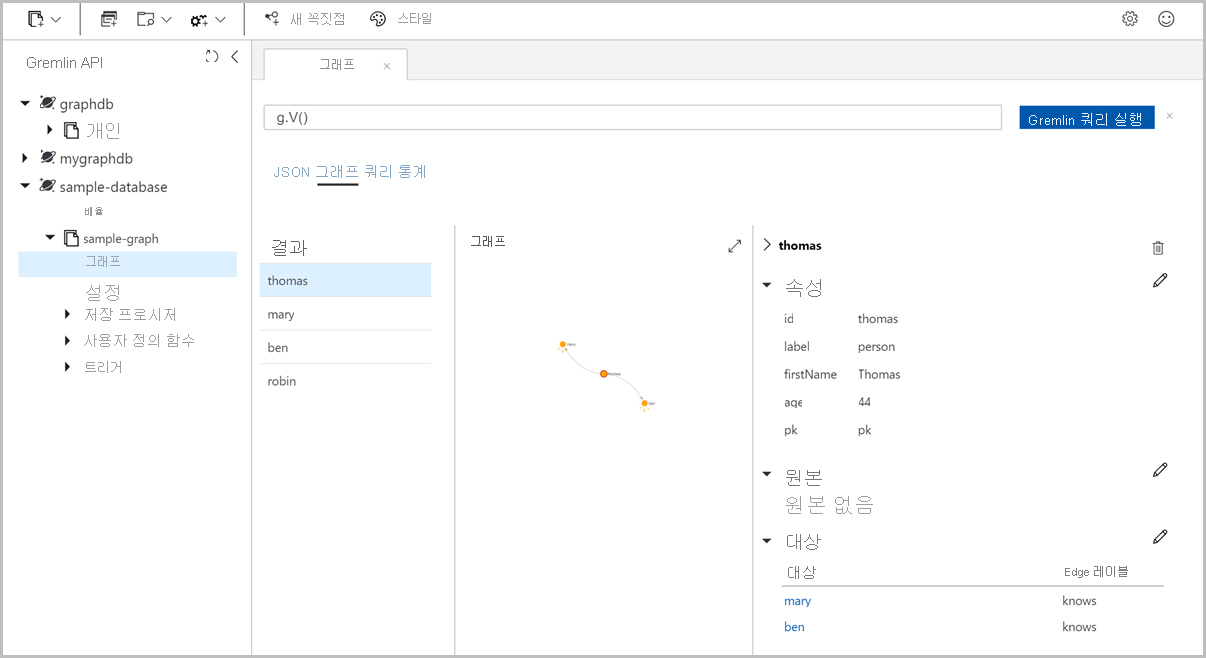 새 꼭짓점 스타일
Gremlin API
graphdb
개인
mygraphdb
sample-database
배율
sample-graph
그래프
설정
저장 프로시저
사용자 정의 함수
트리거
그래프
g.V()
Gremlin 쿼리 실행
JSON 그래프 쿼리 통계
결과
thomas
mary
ben
robin
그래프
mary
thomas
ben
thomas
속성
id thomas
label person
firstName Thomas
age 44
pk pk
원본
원본 없음
대상
대상 Edge 레이블
mary knows
ben knows